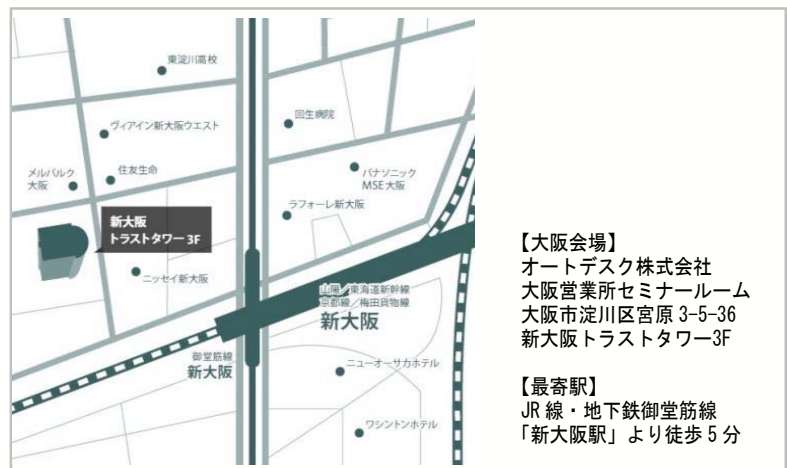 東淀川高校
回生病院
ヴィアイン新大阪ウエスト
メルパルク
大阪
住友生命
パナソニック
MSE大阪
新大阪
トラストタワー 3F
ラフォーレ新大阪
ニッセイ新大阪
山陽／東海道新幹線
京都線／梅田貨物線
新大阪
御堂筋線
新大阪
ニューオーサカホテル
ワシントンホテル
【大阪会場】
オートデスク株式会社
大阪営業所セミナールーム
大阪市淀川区宮原 3-5-36
新大阪トラストタワー3F
【最寄駅】
JR 線・地下鉄御堂筋線
「新大阪駅」より徒歩 5 分